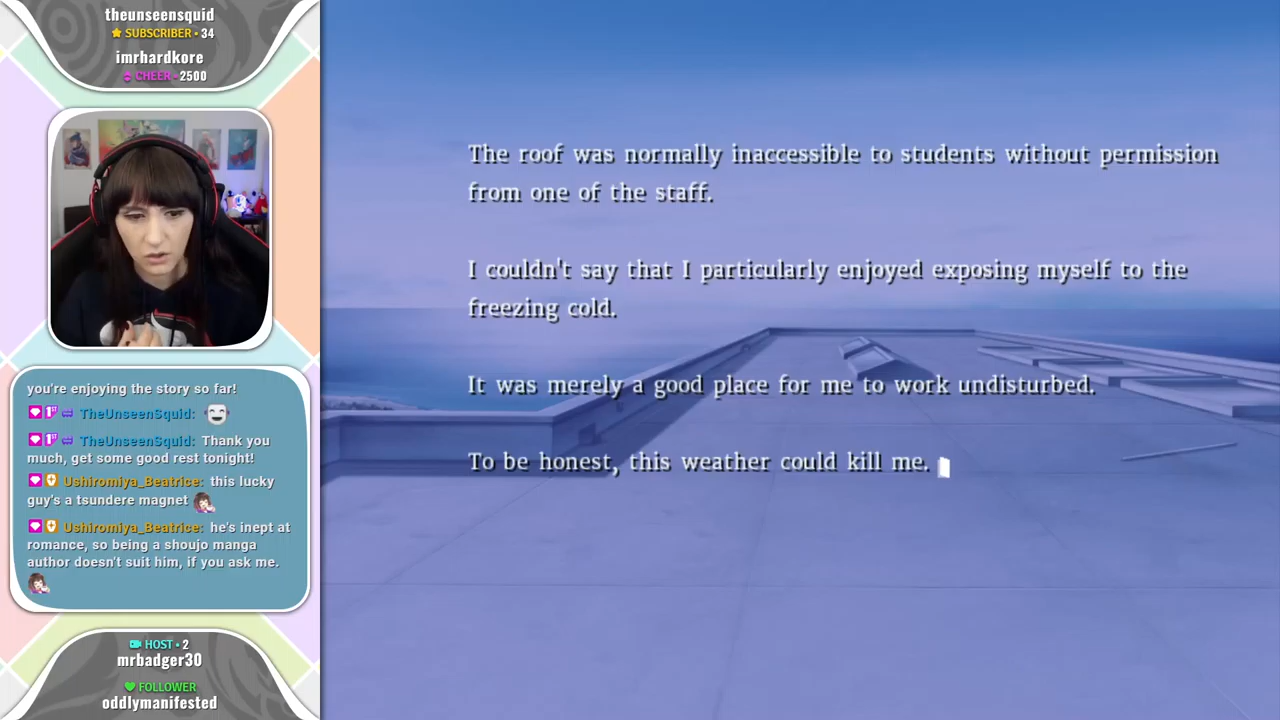 theunseensquid
SUBSCRIBER • 34
imrhardkore
CHEER • 2500
you're enjoying the story so far!
TheUnseenSquid:
TheUnseenSquid: Thank you
much, get some good rest tonight!
Ushiromiya_Beatrice: this lucky
guy's a tsundere magnet
Ushiromiya_Beatrice: he's inept at
romance, so being a shoujo manga
author doesn't suit him, if you ask me.
HOST • 2
mrbadger30
FOLLOWER
oddlymanifested
The roof was normally inaccessible to students without permission
from one of the staff.
I couldn't say that I particularly enjoyed exposing myself to the
freezing cold.
It was merely a good place for me to work undisturbed.
To be honest, this weather could kill me.